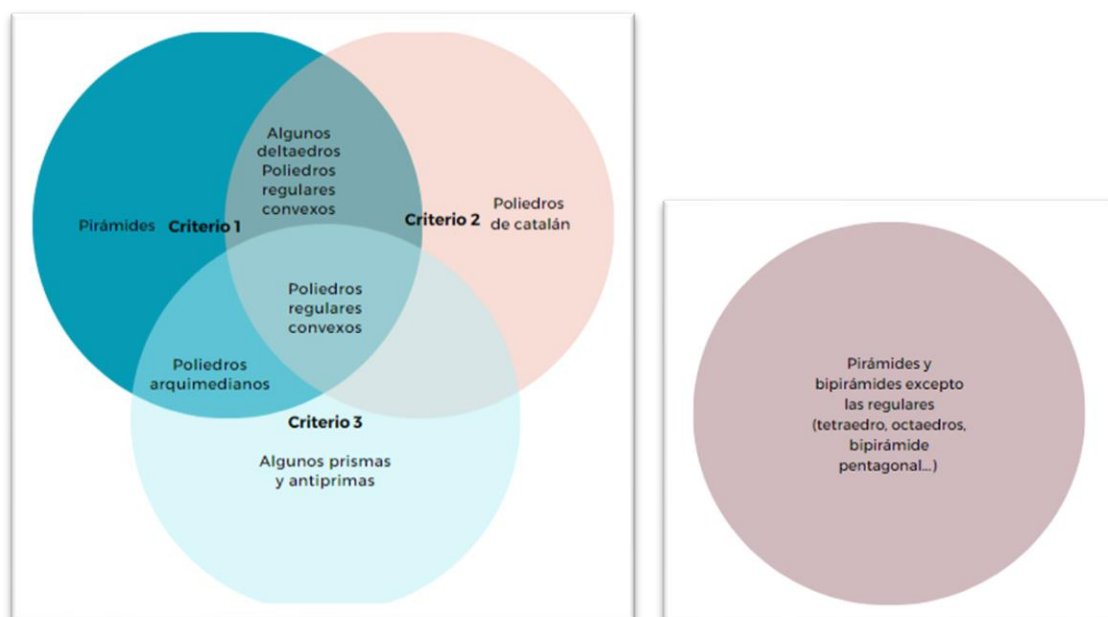 Algunos
deltaedros
Poliedros
regulares
convexos
Pirámides
Criterio 1
Criterio 2
Poliedros
de catalán
Poliedros
regulares
convexos
Poliedros
arquimedianos
Criterio 3
Algunos prismas
y antiprimas
Pirámides y
bipirámides excepto
las regulares
(tetraedro, octaedros,
bipirámide
pentagonal...)